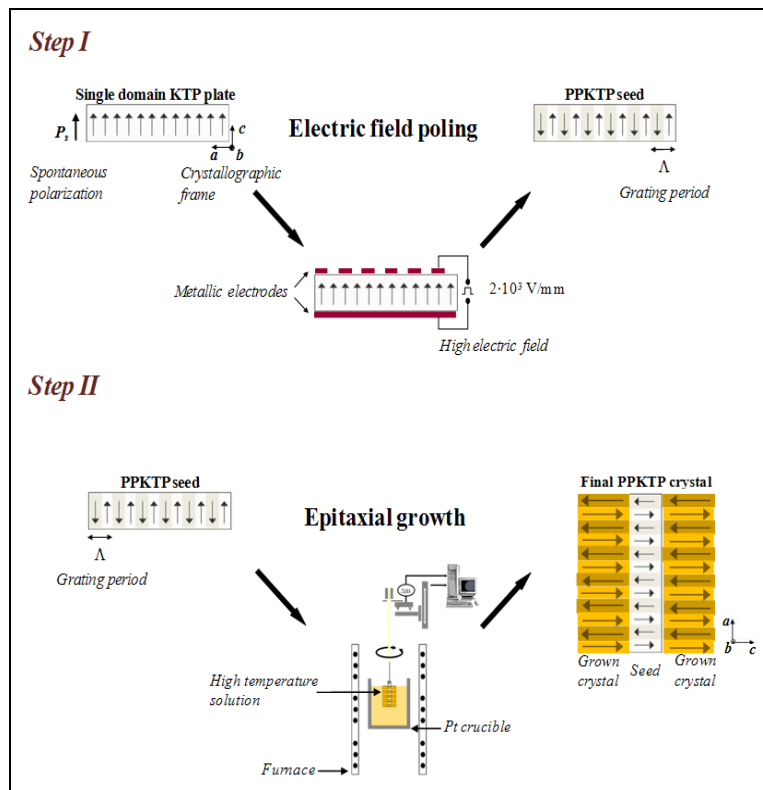 Step I
Single domain KTP plate
PPKTP seed
Electric field poling
Pₛ
c
a
b
Spontaneous
polarization
Crystallographic
frame
Λ
Grating period
Metallic electrodes
2·10³ V/mm
High electric field
Step II
PPKTP seed
Final PPKTP crystal
Epitaxial growth
Λ
Grating period
a
b
c
Grown
crystal
Seed
Grown
crystal
High temperature
solution
Pt crucible
Furnace